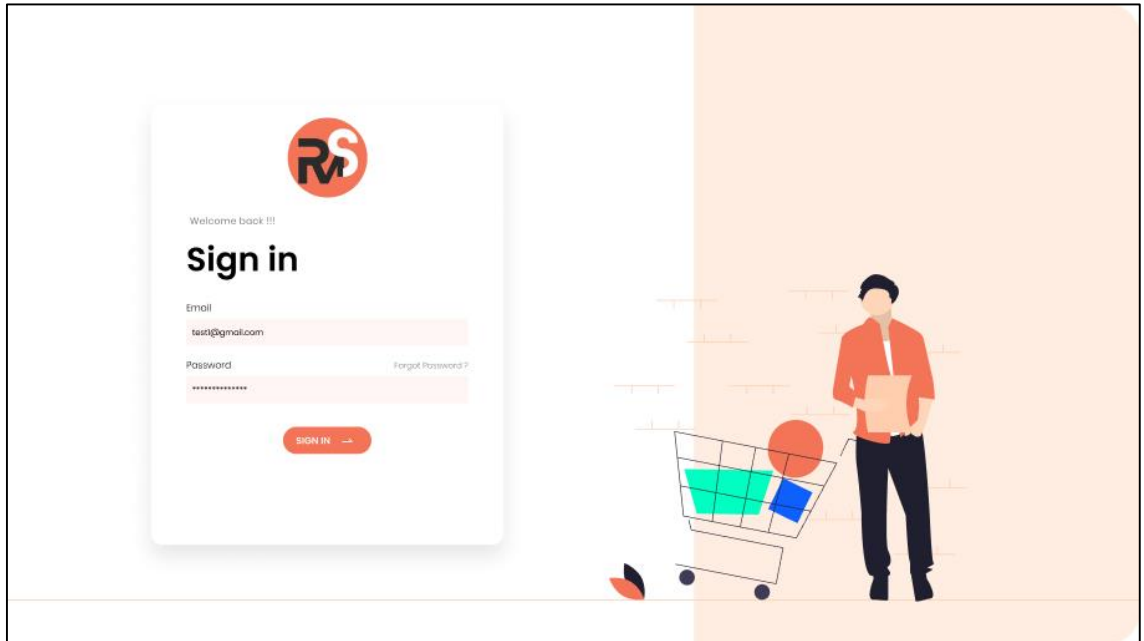 RMS
Welcome back !!!
Sign in
Email
test1@gmail.com
Password
Forgot Password ?
**************
SIGN IN